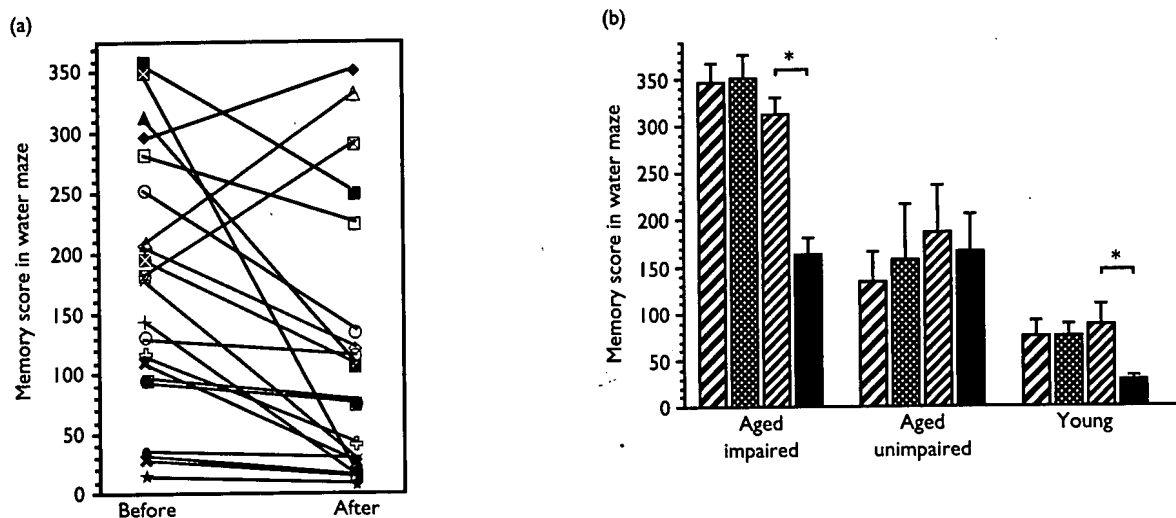 (a)
Memory score in water maze
350
300
250
200
150
100
50
0
Before After
(b)
Memory score in water maze
350
300
250
200
150
100
50
0
*
*
Aged
impaired
Aged
unimpaired
Young